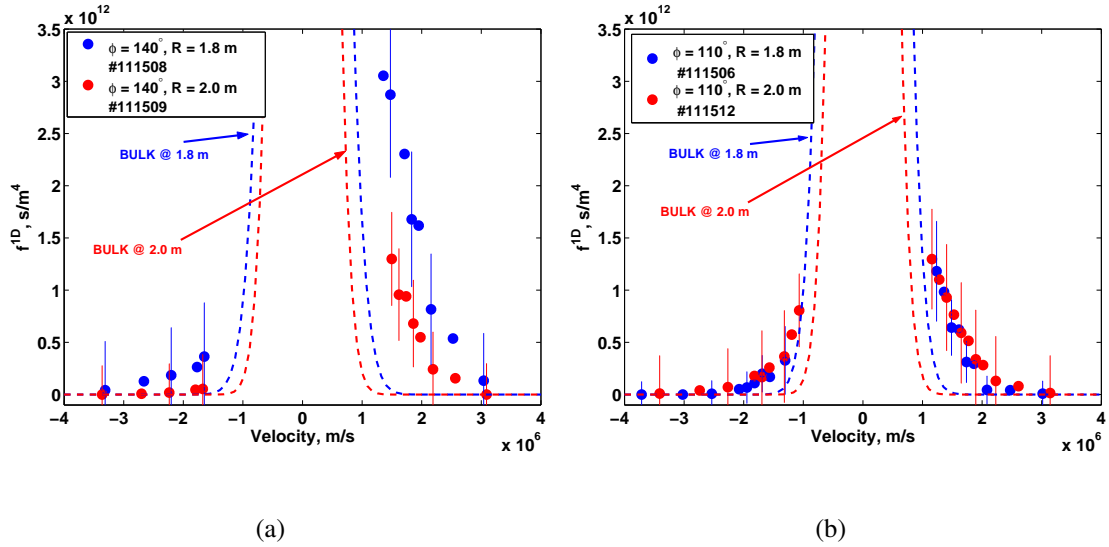 x 10^12
3.5
3
2.5
2
1.5
1
0.5
0
f^1D, s/m^4
ϕ = 140°, R = 1.8 m
#111508
ϕ = 140°, R = 2.0 m
#111509
BULK @ 1.8 m
BULK @ 2.0 m
−4 −3 −2 −1 0 1 2 3 4
Velocity, m/s
x 10^6
(a)
x 10^12
3.5
3
2.5
2
1.5
1
0.5
0
f^1D, s/m^4
ϕ = 110°, R = 1.8 m
#111506
ϕ = 110°, R = 2.0 m
#111512
BULK @ 1.8 m
BULK @ 2.0 m
−4 −3 −2 −1 0 1 2 3 4
Velocity, m/s
x 10^6
(b)